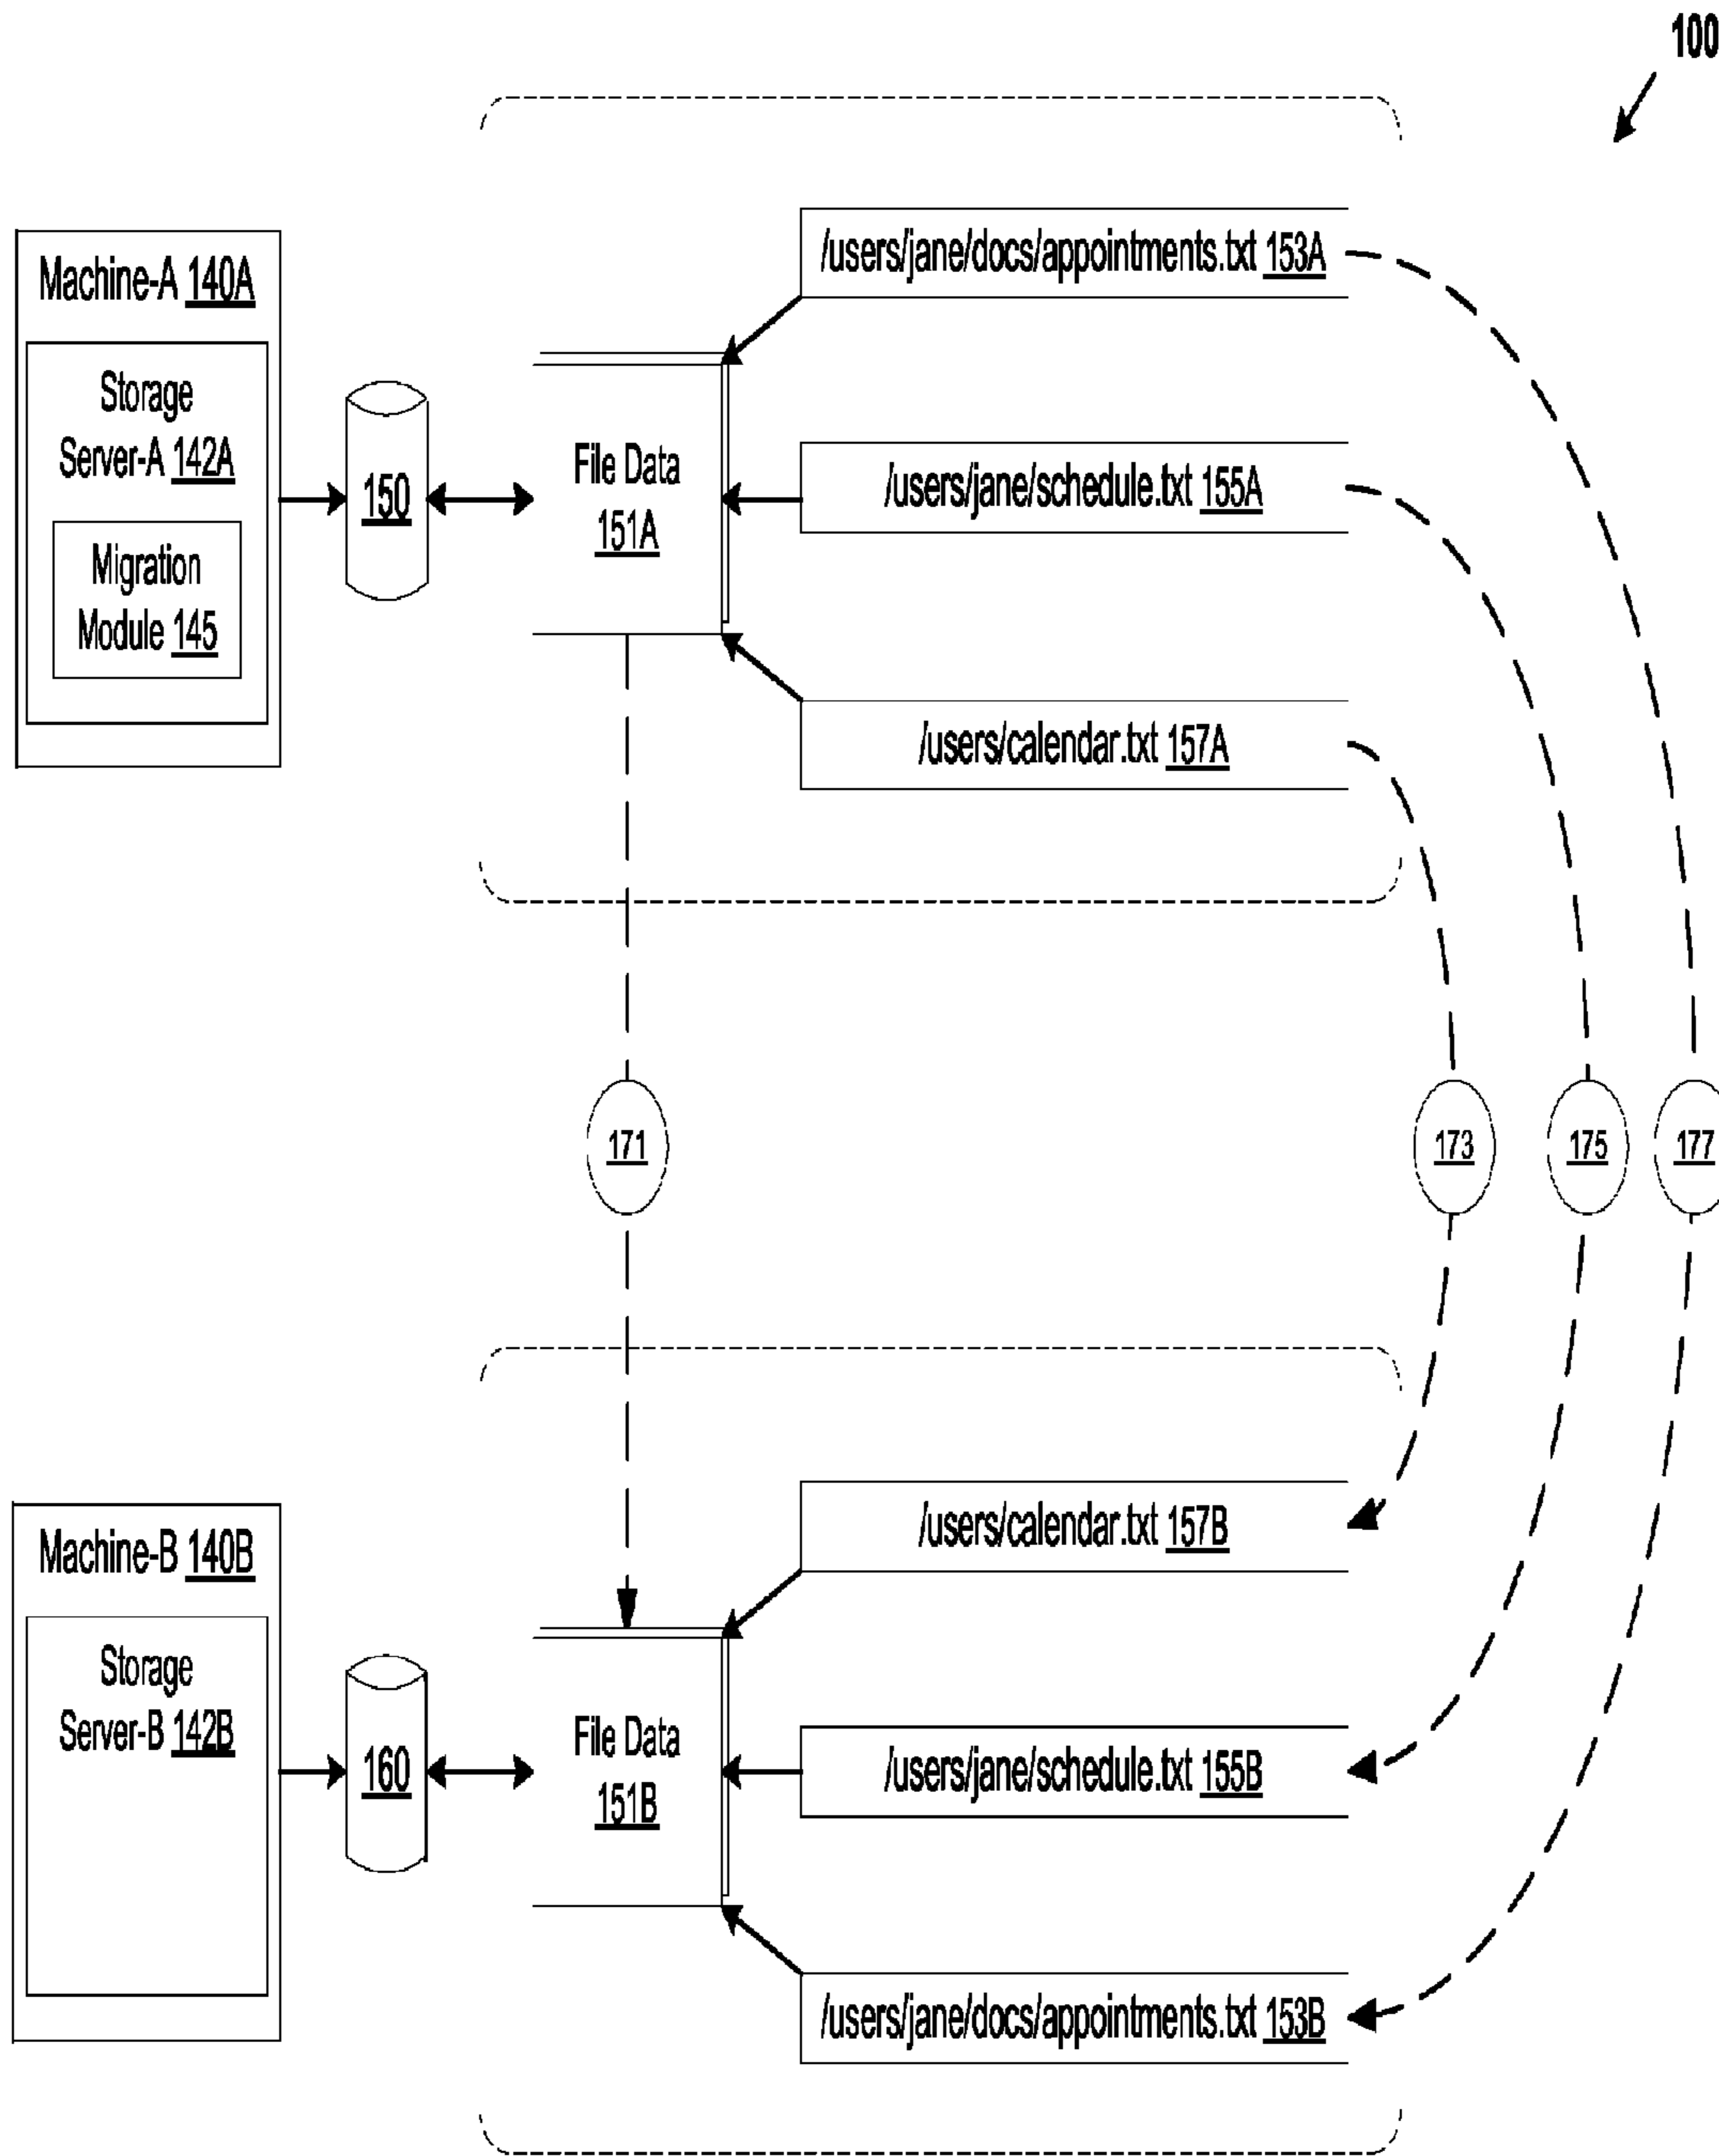 100
Machine-A 140A
Storage
Server-A 142A
Migration
Module 145
150
File Data
151A
/users/jane/docs/appointments.txt 153A
/users/jane/schedule.txt 155A
/users/calendar.txt 157A
171
173
175
177
Machine-B 140B
Storage
Server-B 142B
160
File Data
151B
/users/calendar.txt 157B
/users/jane/schedule.txt 155B
/users/jane/docs/appointments.txt 153B